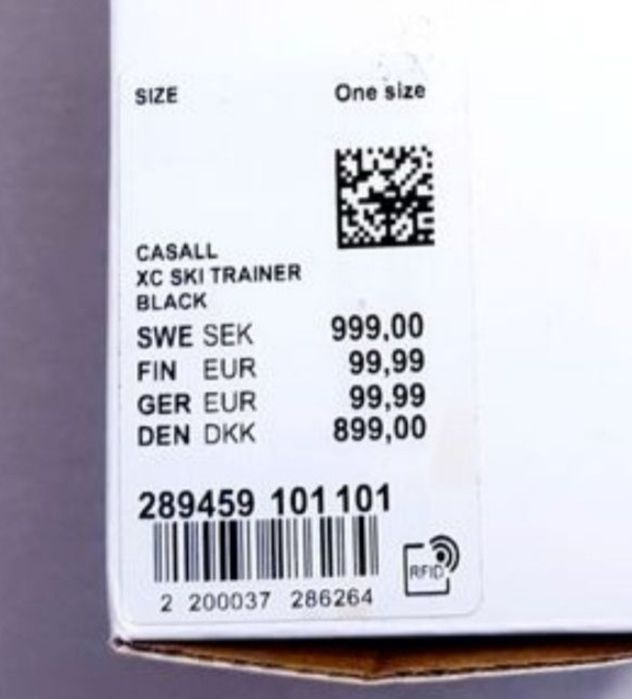 SIZE One size
CASALL
XC SKI TRAINER
BLACK
SWE SEK 999,00
FIN EUR 99,99
GER EUR 99,99
DEN DKK 899,00
289459 101 101
2 200037 286264
RFID